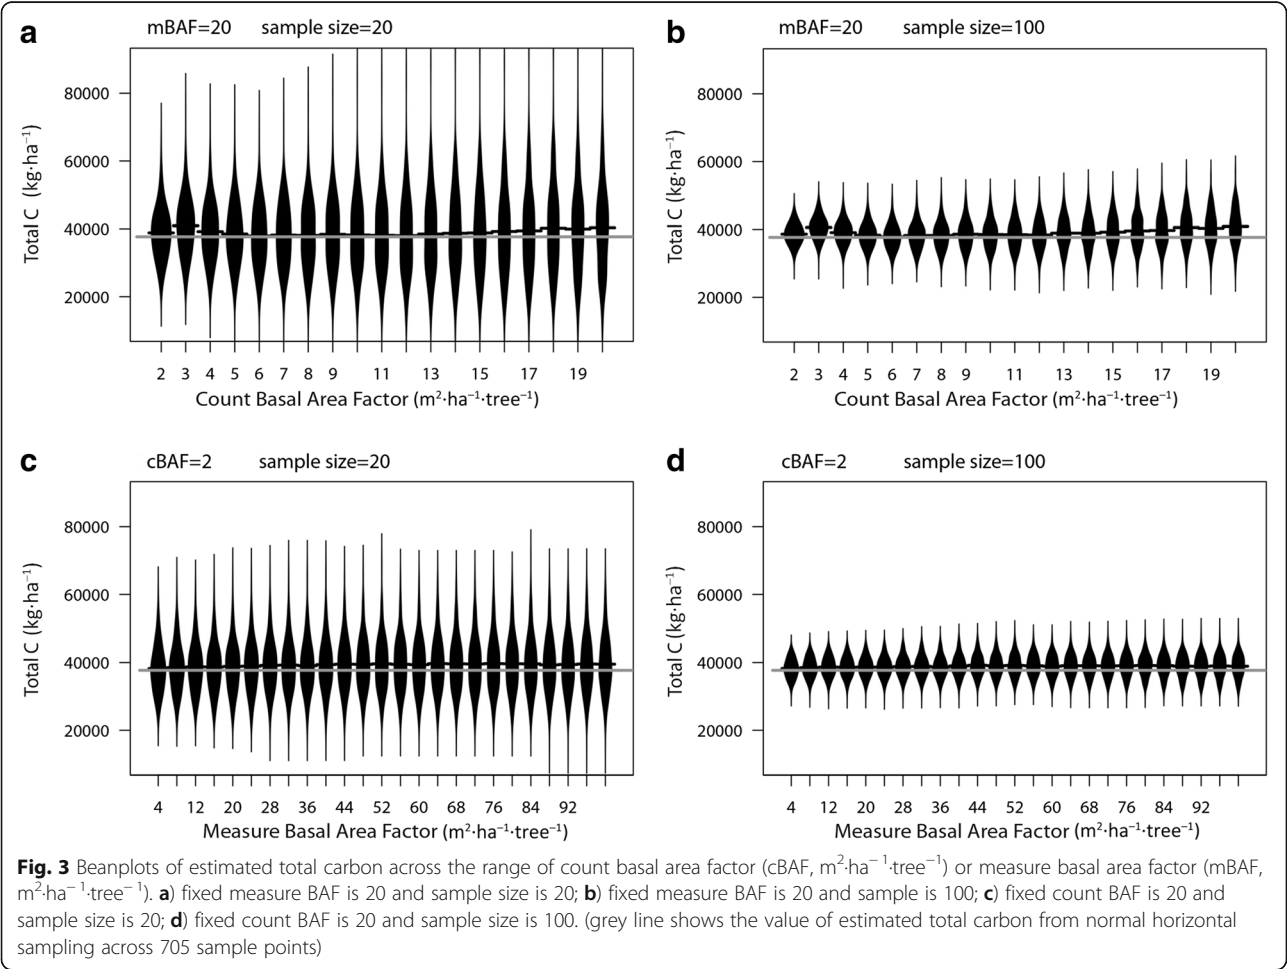 a mBAF=20 sample size=20
80000
60000
40000
20000
Total C (kg·ha⁻¹)
2 3 4 5 6 7 8 9 11 13 15 17 19
Count Basal Area Factor (m²·ha⁻¹·tree⁻¹)
b mBAF=20 sample size=100
80000
60000
40000
20000
Total C (kg·ha⁻¹)
2 3 4 5 6 7 8 9 11 13 15 17 19
Count Basal Area Factor (m²·ha⁻¹·tree⁻¹)
c cBAF=2 sample size=20
80000
60000
40000
20000
Total C (kg·ha⁻¹)
4 12 20 28 36 44 52 60 68 76 84 92
Measure Basal Area Factor (m²·ha⁻¹·tree⁻¹)
d cBAF=2 sample size=100
80000
60000
40000
20000
Total C (kg·ha⁻¹)
4 12 20 28 36 44 52 60 68 76 84 92
Measure Basal Area Factor (m²·ha⁻¹·tree⁻¹)
Fig. 3 Beanplots of estimated total carbon across the range of count basal area factor (cBAF, m²·ha⁻¹·tree⁻¹) or measure basal area factor (mBAF,
m²·ha⁻¹·tree⁻¹). a) fixed measure BAF is 20 and sample size is 20; b) fixed measure BAF is 20 and sample is 100; c) fixed count BAF is 20 and
sample size is 20; d) fixed count BAF is 20 and sample size is 100. (grey line shows the value of estimated total carbon from normal horizontal
sampling across 705 sample points)